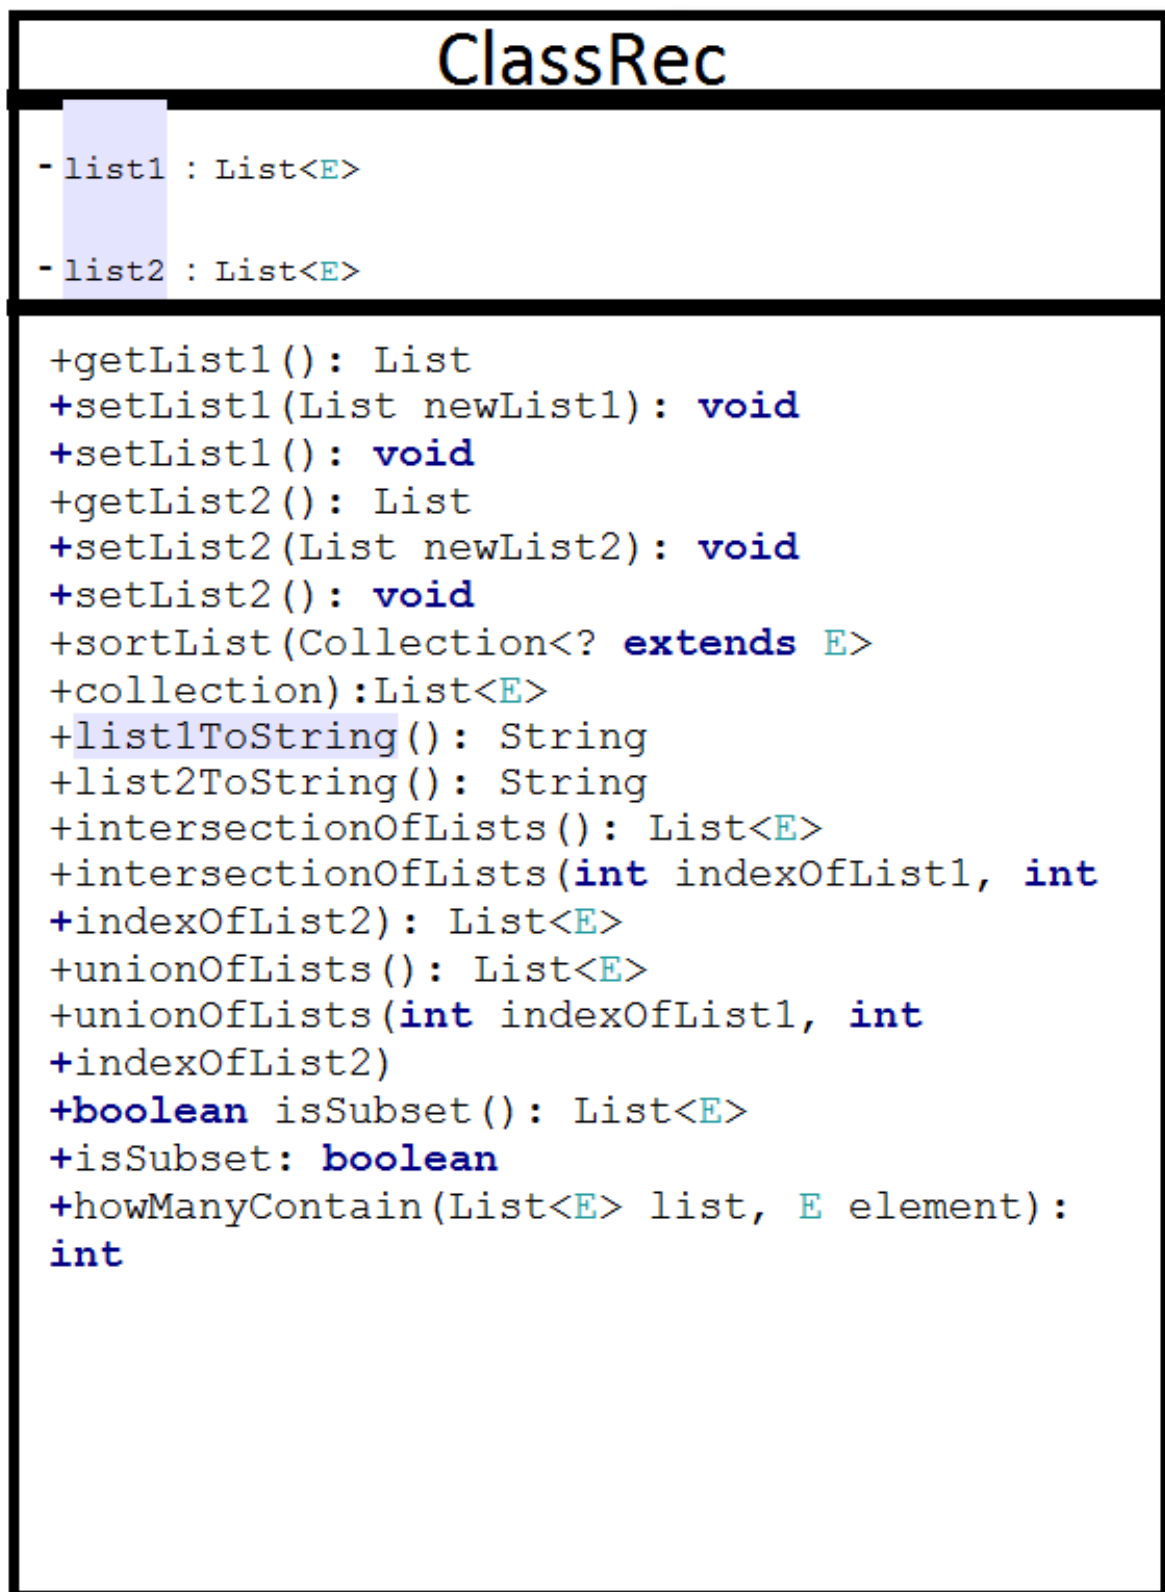 ClassRec
- list1 : List<E>
- list2 : List<E>
+getList1(): List
+setList1(List newList1): void
+setList1(): void
+getList2(): List
+setList2(List newList2): void
+setList2(): void
+sortList(Collection<? extends E>
+collection):List<E>
+list1ToString(): String
+list2ToString(): String
+intersectionOfLists(): List<E>
+intersectionOfLists(int indexOfList1, int
+indexOfList2): List<E>
+unionOfLists(): List<E>
+unionOfLists(int indexOfList1, int
+indexOfList2)
+boolean isSubset(): List<E>
+isSubset: boolean
+howManyContain(List<E> list, E element):
int